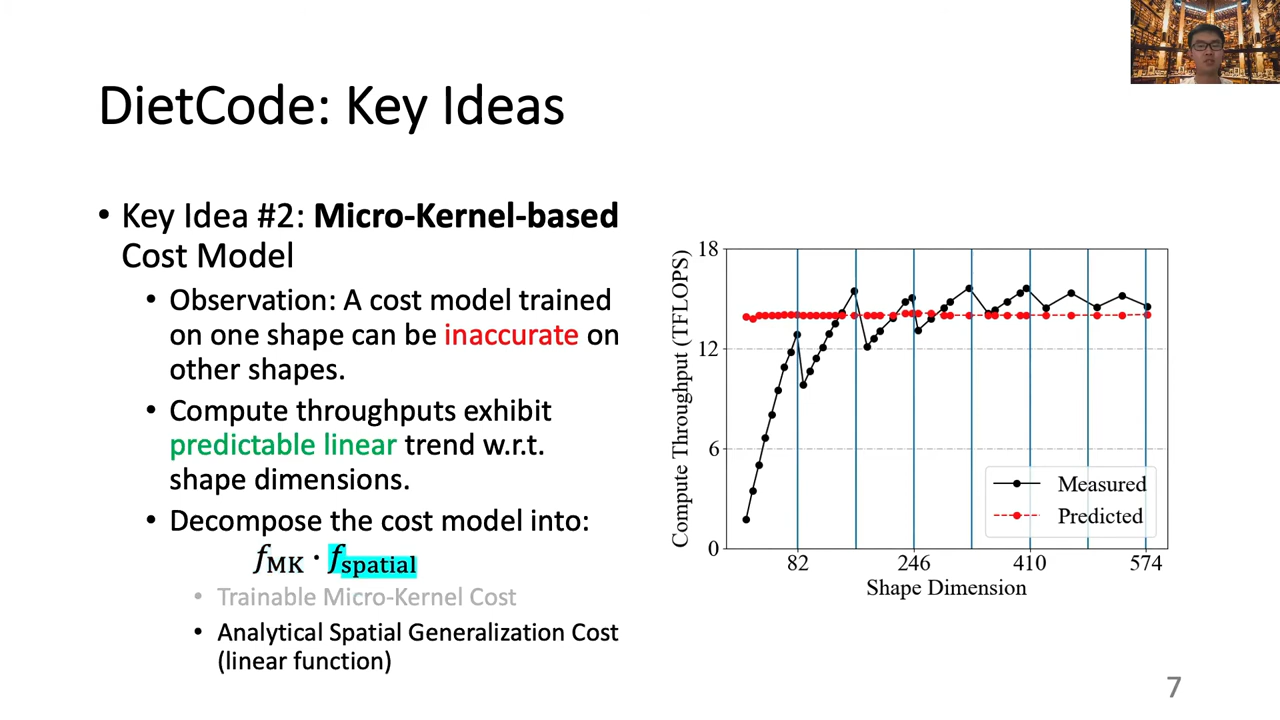 DietCode: Key Ideas
• Key Idea #2: Micro-Kernel-based
Cost Model
• Observation: A cost model trained
on one shape can be inaccurate on
other shapes.
• Compute throughputs exhibit
predictable linear trend w.r.t.
shape dimensions.
• Decompose the cost model into:
f_MK · f_spatial
• Trainable Micro-Kernel Cost
• Analytical Spatial Generalization Cost
(linear function)
Compute Throughput (TFLOPS)
18
12
6
0
82
246
410
574
Shape Dimension
Measured
Predicted
7